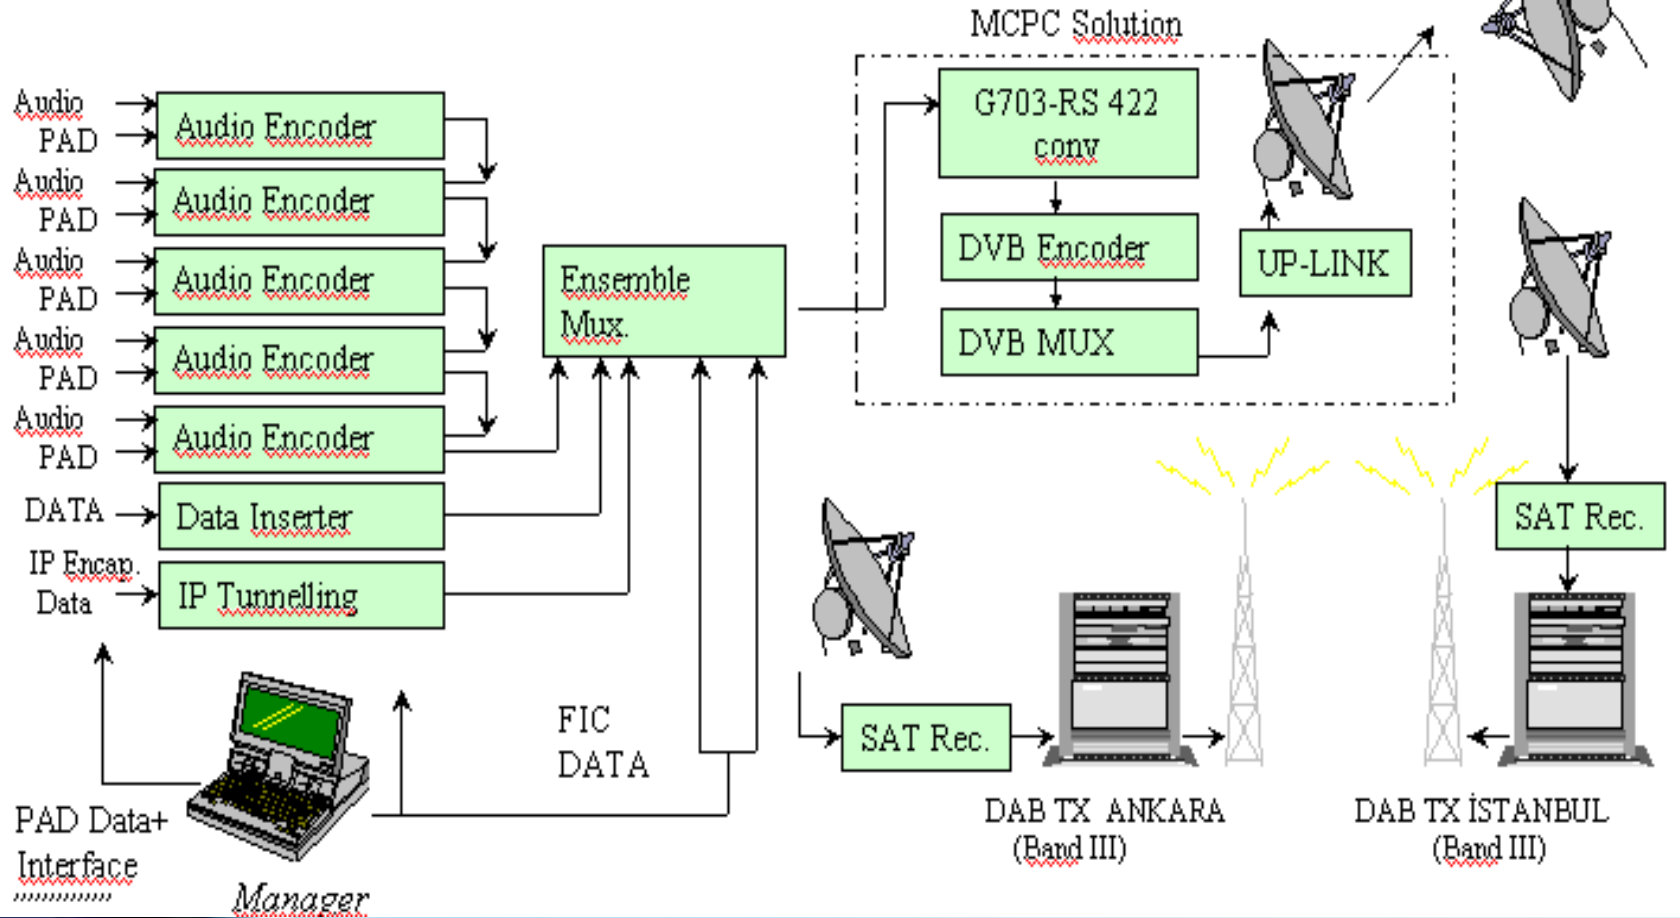 MCPC Solution
Audio
PAD
Audio Encoder
Audio
PAD
Audio Encoder
Audio
PAD
Audio Encoder
Audio
PAD
Audio Encoder
Audio
PAD
Audio Encoder
DATA
Data Inserter
IP Encap.
Data
IP Tunnelling
Ensemble
Mux.
G703-RS 422
conv
DVB Encoder
DVB MUX
UP-LINK
SAT Rec.
SAT Rec.
FIC
DATA
PAD Data+
Interface
Manager
DAB TX ANKARA
(Band III)
DAB TX İSTANBUL
(Band III)